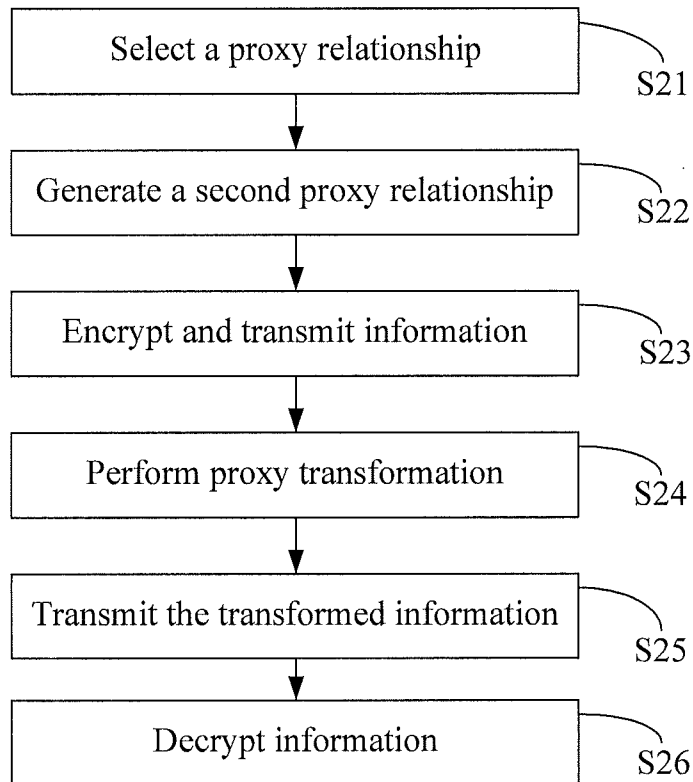 Select a proxy relationship
S21
Generate a second proxy relationship
S22
Encrypt and transmit information
S23
Perform proxy transformation
S24
Transmit the transformed information
S25
Decrypt information
S26